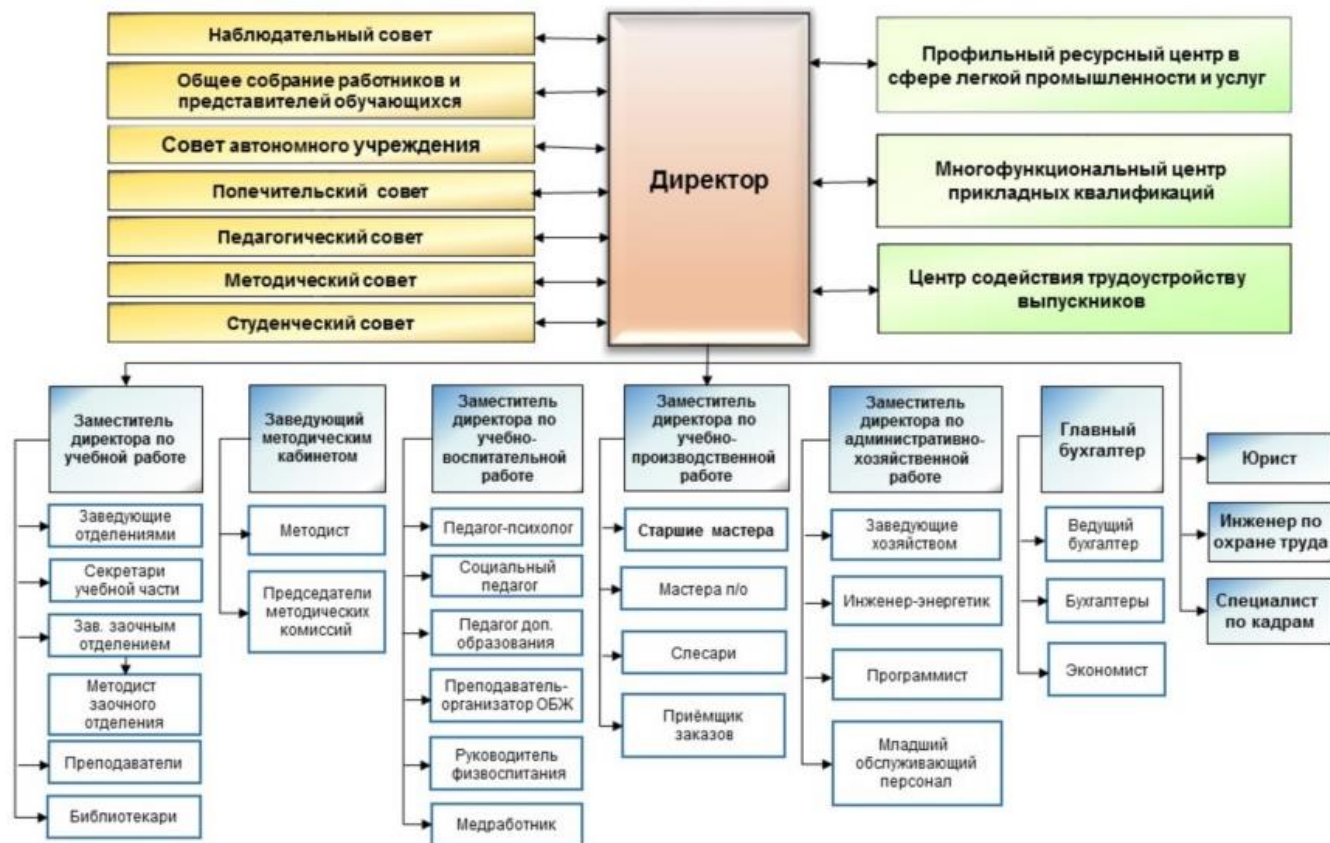 Наблюдательный совет
Общее собрание работников и
представителей обучающихся
Совет автономного учреждения
Попечительский совет
Педагогический совет
Методический совет
Студенческий совет
Директор
Профильный ресурсный центр в
сфере легкой промышленности и услуг
Многофункциональный центр
прикладных квалификаций
Центр содействия трудоустройству
выпускников
Заместитель
директора по
учебной работе
Заведующие
отделениями
Секретари
учебной части
Зав. заочным
отделением
Методист
заочного
отделения
Преподаватели
Библиотекари
Заведующий
методическим
кабинетом
Методист
Председатели
методических
комиссий
Заместитель
директора по
учебно-
воспитательной
работе
Педагог-психолог
Социальный
педагог
Педагог доп.
образования
Преподаватель-
организатор ОБЖ
Руководитель
физвоспитания
Медработник
Заместитель
директора по
учебно-
производственной
работе
Старшие мастера
Мастера п/о
Слесари
Приёмщик
заказов
Заместитель
директора по
административно-
хозяйственной
работе
Заведующие
хозяйством
Инженер-энергетик
Программист
Младший
обслуживающий
персонал
Главный
бухгалтер
Ведущий
бухгалтер
Бухгалтеры
Экономист
Юрист
Инженер по
охране труда
Специалист
по кадрам